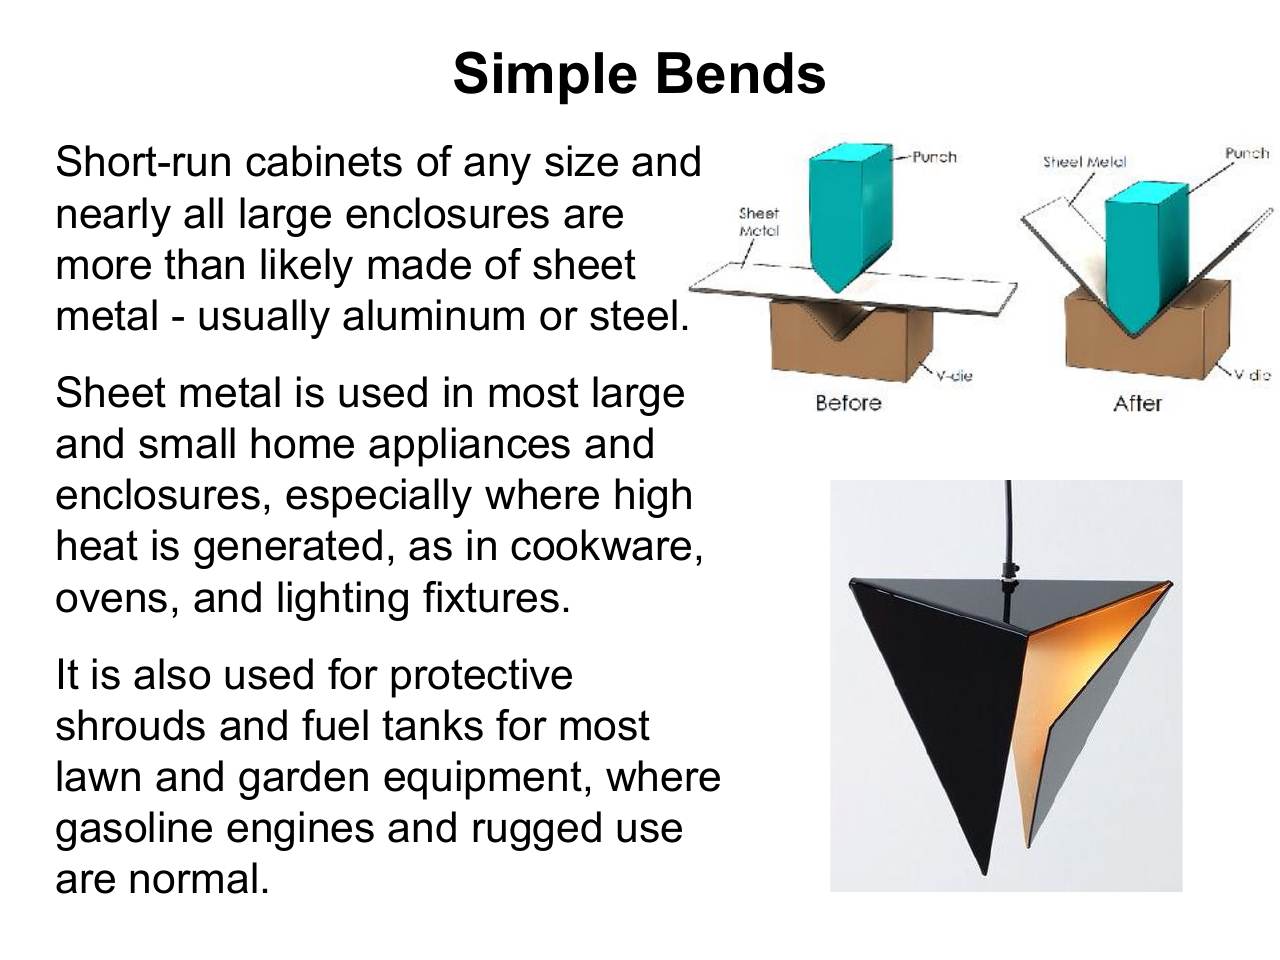 Simple Bends
Short-run cabinets of any size and
nearly all large enclosures are
more than likely made of sheet
metal - usually aluminum or steel.
Sheet metal is used in most large
and small home appliances and
enclosures, especially where high
heat is generated, as in cookware,
ovens, and lighting fixtures.
It is also used for protective
shrouds and fuel tanks for most
lawn and garden equipment, where
gasoline engines and rugged use
are normal.
Punch
Sheet
Metal
V-die
Before
Sheet Metal
Punch
V die
After